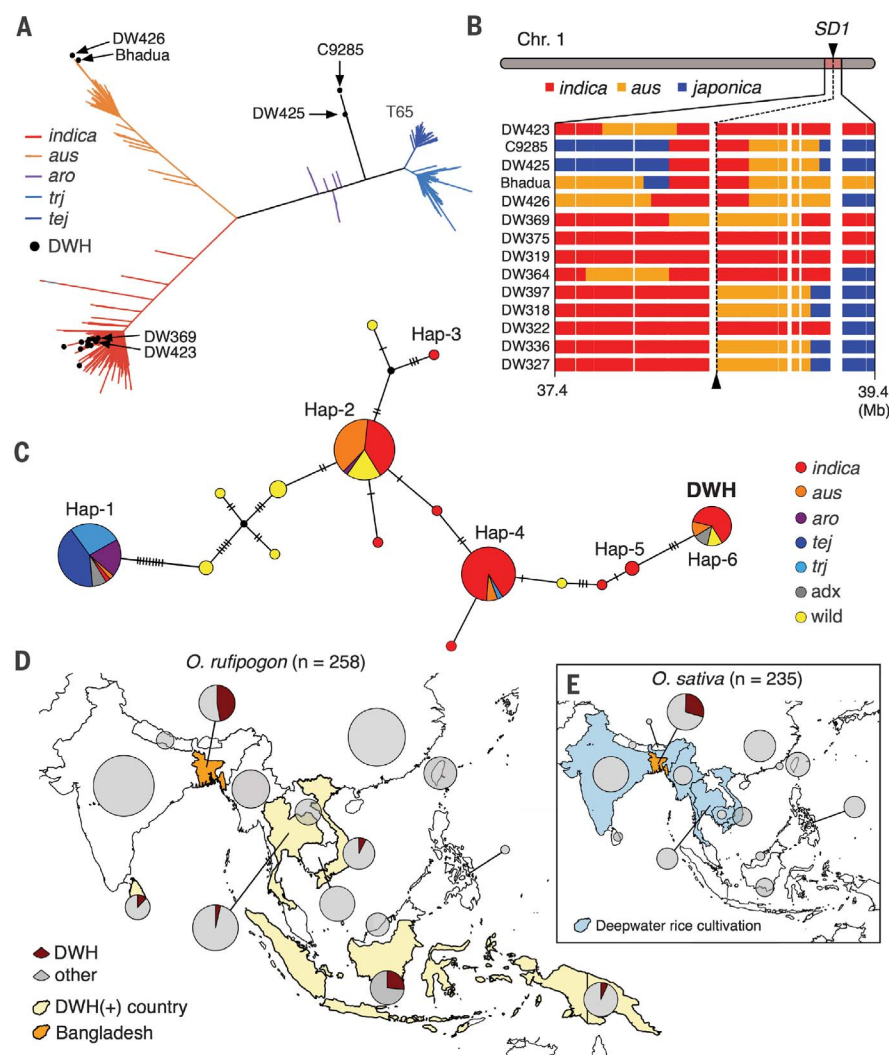 A
DW426
Bhadua
C9285
DW425
T65
indica
aus
aro
trj
tej
DWH
DW369
DW423
B
SD1
Chr. 1
indica
aus
japonica
DW423
C9285
DW425
Bhadua
DW426
DW369
DW375
DW319
DW364
DW397
DW318
DW322
DW336
DW327
37.4
39.4
(Mb)
C
Hap-1
Hap-2
Hap-3
Hap-4
Hap-5
DWH
Hap-6
indica
aus
aro
tej
trj
adx
wild
D
O. rufipogon (n = 258)
DWH
other
DWH(+) country
Bangladesh
E
O. sativa (n = 235)
Deepwater rice cultivation